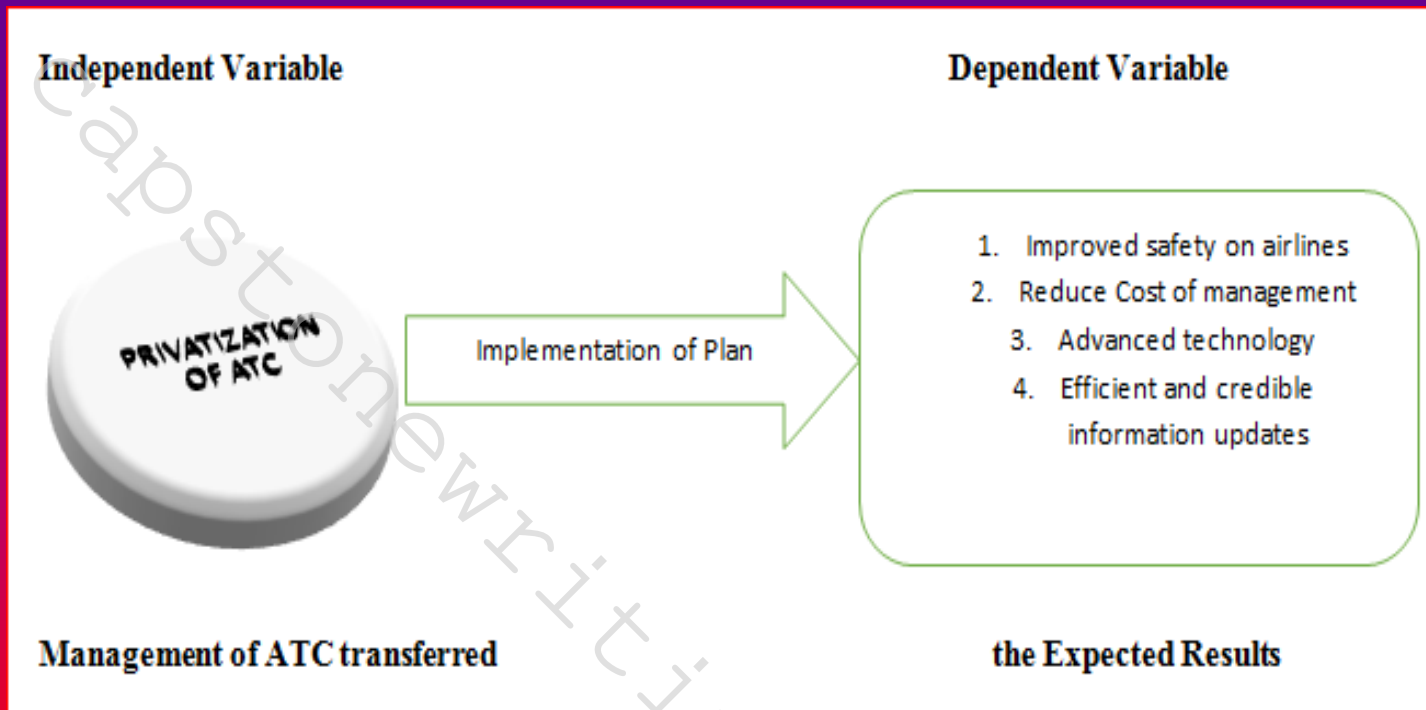 Independent Variable
Dependent Variable
PRIVATIZATION
OF ATC
Implementation of Plan
1. Improved safety on airlines
2. Reduce Cost of management
3. Advanced technology
4. Efficient and credible
information updates
Management of ATC transferred
the Expected Results
capstonewriti